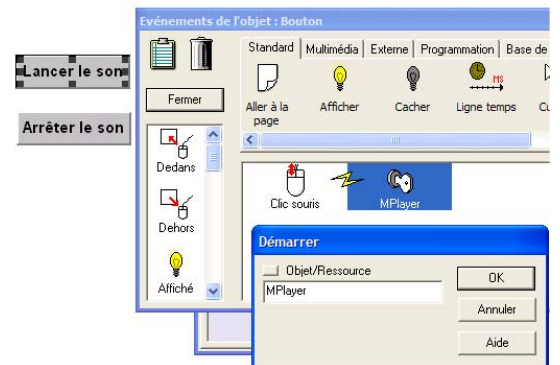 Evénements de l'objet : Bouton
Lancer le son
Arrêter le son
Fermer
Standard
Multimédia
Externe
Programmation
Base de
Aller à la
page
Afficher
Cacher
MS
Ligne temps
Dedans
Dehors
Affiché
Clic souris
MPlayer
Démarrer
Objet/Ressource
MPlayer
OK
Annuler
Aide